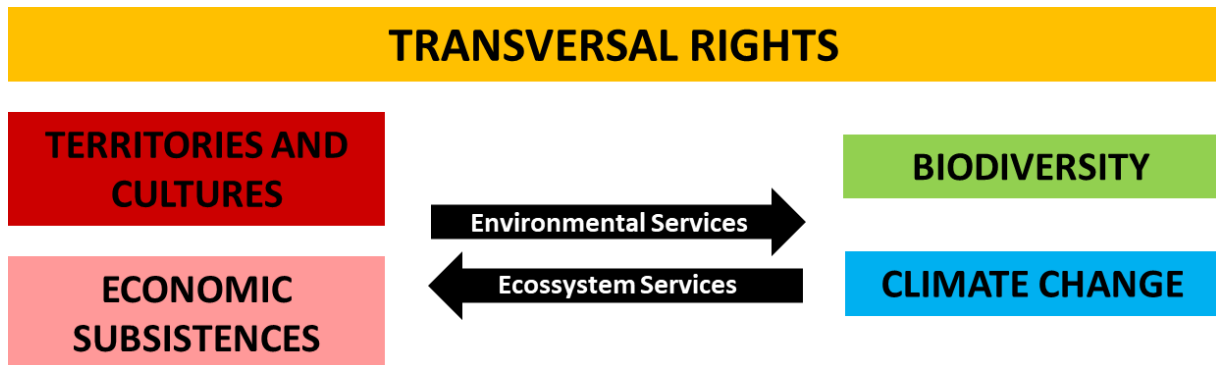 TRANSVERSAL RIGHTS
TERRITORIES AND
CULTURES
ECONOMIC
SUBSISTENCES
Environmental Services
Ecossystem Services
BIODIVERSITY
CLIMATE CHANGE